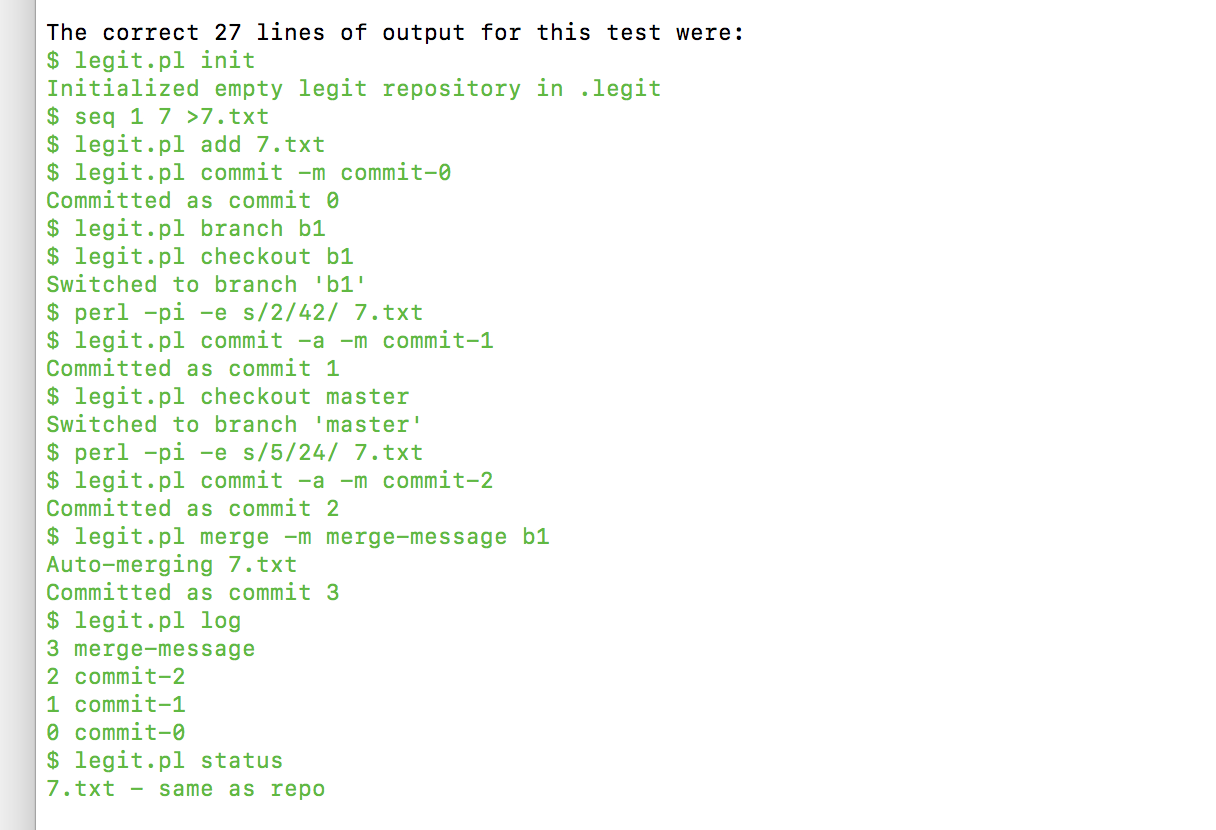 The correct 27 lines of output for this test were:
$ legit.pl init
Initialized empty legit repository in .legit
$ seq 1 7 >7.txt
$ legit.pl add 7.txt
$ legit.pl commit -m commit-0
Committed as commit 0
$ legit.pl branch b1
$ legit.pl checkout b1
Switched to branch 'b1'
$ perl -pi -e s/2/42/ 7.txt
$ legit.pl commit -a -m commit-1
Committed as commit 1
$ legit.pl checkout master
Switched to branch 'master'
$ perl -pi -e s/5/24/ 7.txt
$ legit.pl commit -a -m commit-2
Committed as commit 2
$ legit.pl merge -m merge-message b1
Auto-merging 7.txt
Committed as commit 3
$ legit.pl log
3 merge-message
2 commit-2
1 commit-1
0 commit-0
$ legit.pl status
7.txt - same as repo